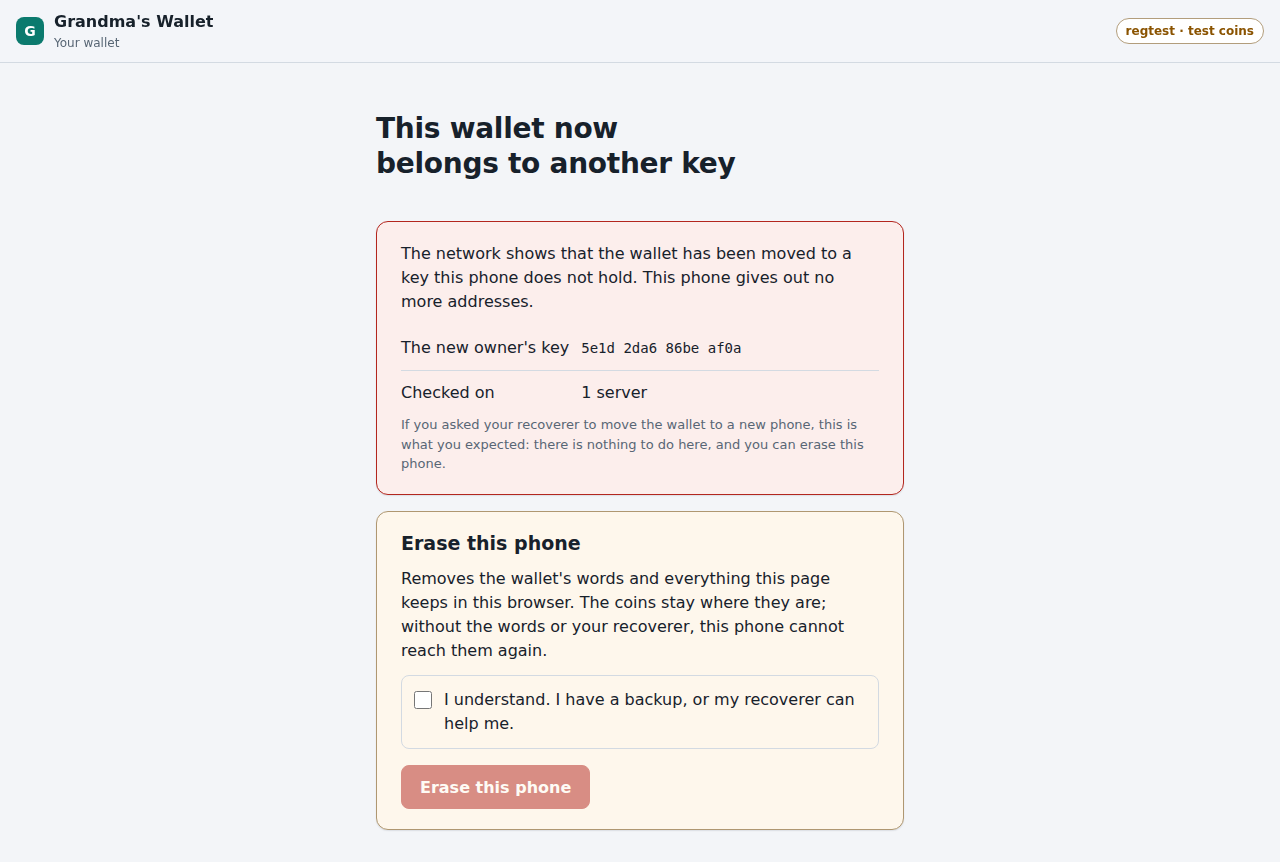 G
Grandma's Wallet
Your wallet
regtest · test coins
This wallet now
belongs to another key
The network shows that the wallet has been moved to a
key this phone does not hold. This phone gives out no
more addresses.
The new owner's key 5e1d 2da6 86be af0a
Checked on 1 server
If you asked your recoverer to move the wallet to a new phone, this is
what you expected: there is nothing to do here, and you can erase this
phone.
Erase this phone
Removes the wallet's words and everything this page
keeps in this browser. The coins stay where they are;
without the words or your recoverer, this phone cannot
reach them again.
I understand. I have a backup, or my recoverer can
help me.
Erase this phone